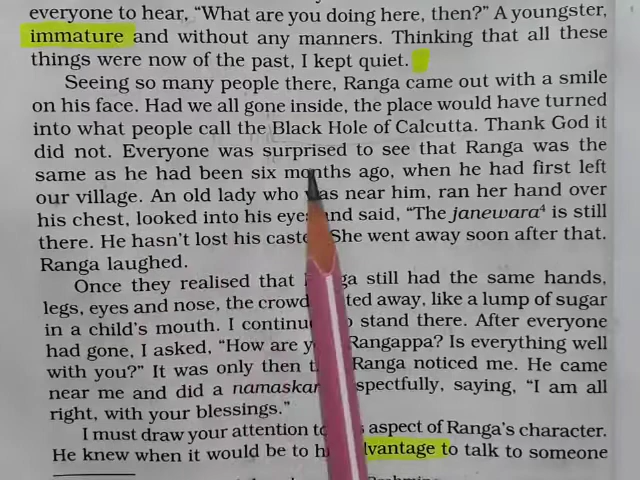 everyone to hear, “What are you doing here, then?” A youngster,
immature and without any manners. Thinking that all these
things were now of the past, I kept quiet.
Seeing so many people there, Ranga came out with a smile
on his face. Had we all gone inside, the place would have turned
into what people call the Black Hole of Calcutta. Thank God it
did not. Everyone was surprised to see that Ranga was the
same as he had been six months ago, when he had first left
our village. An old lady who was near him, ran her hand over
his chest, looked into his eyes and said, “The janewara⁴ is still
there. He hasn’t lost his caste. She went away soon after that.
Ranga laughed.
Once they realised that Ranga still had the same hands,
legs, eyes and nose, the crowd ted away, like a lump of sugar
in a child’s mouth. I continu o stand there. After everyone
had gone, I asked, “How are y Rangappa? Is everything well
with you?” It was only then t Ranga noticed me. He came
near me and did a namaskar spectfully, saying, “I am all
right, with your blessings.”
I must draw your attention to s aspect of Ranga’s character.
He knew when it would be to h dvantage to talk to someone